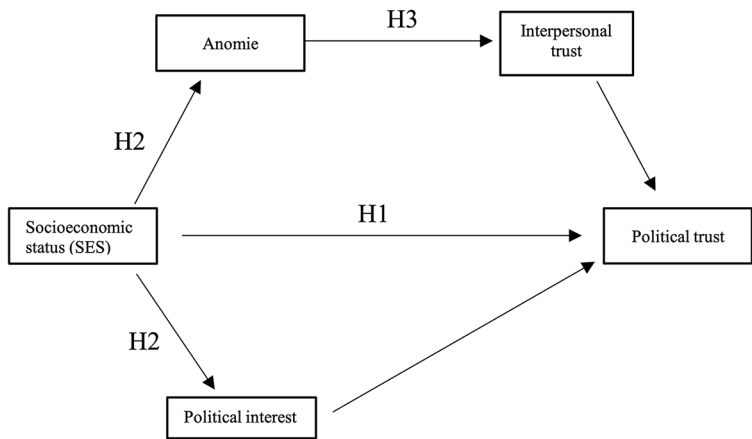 H3
Anomie
Interpersonal
trust
H2
H1
Socioeconomic
status (SES)
Political trust
H2
Political interest